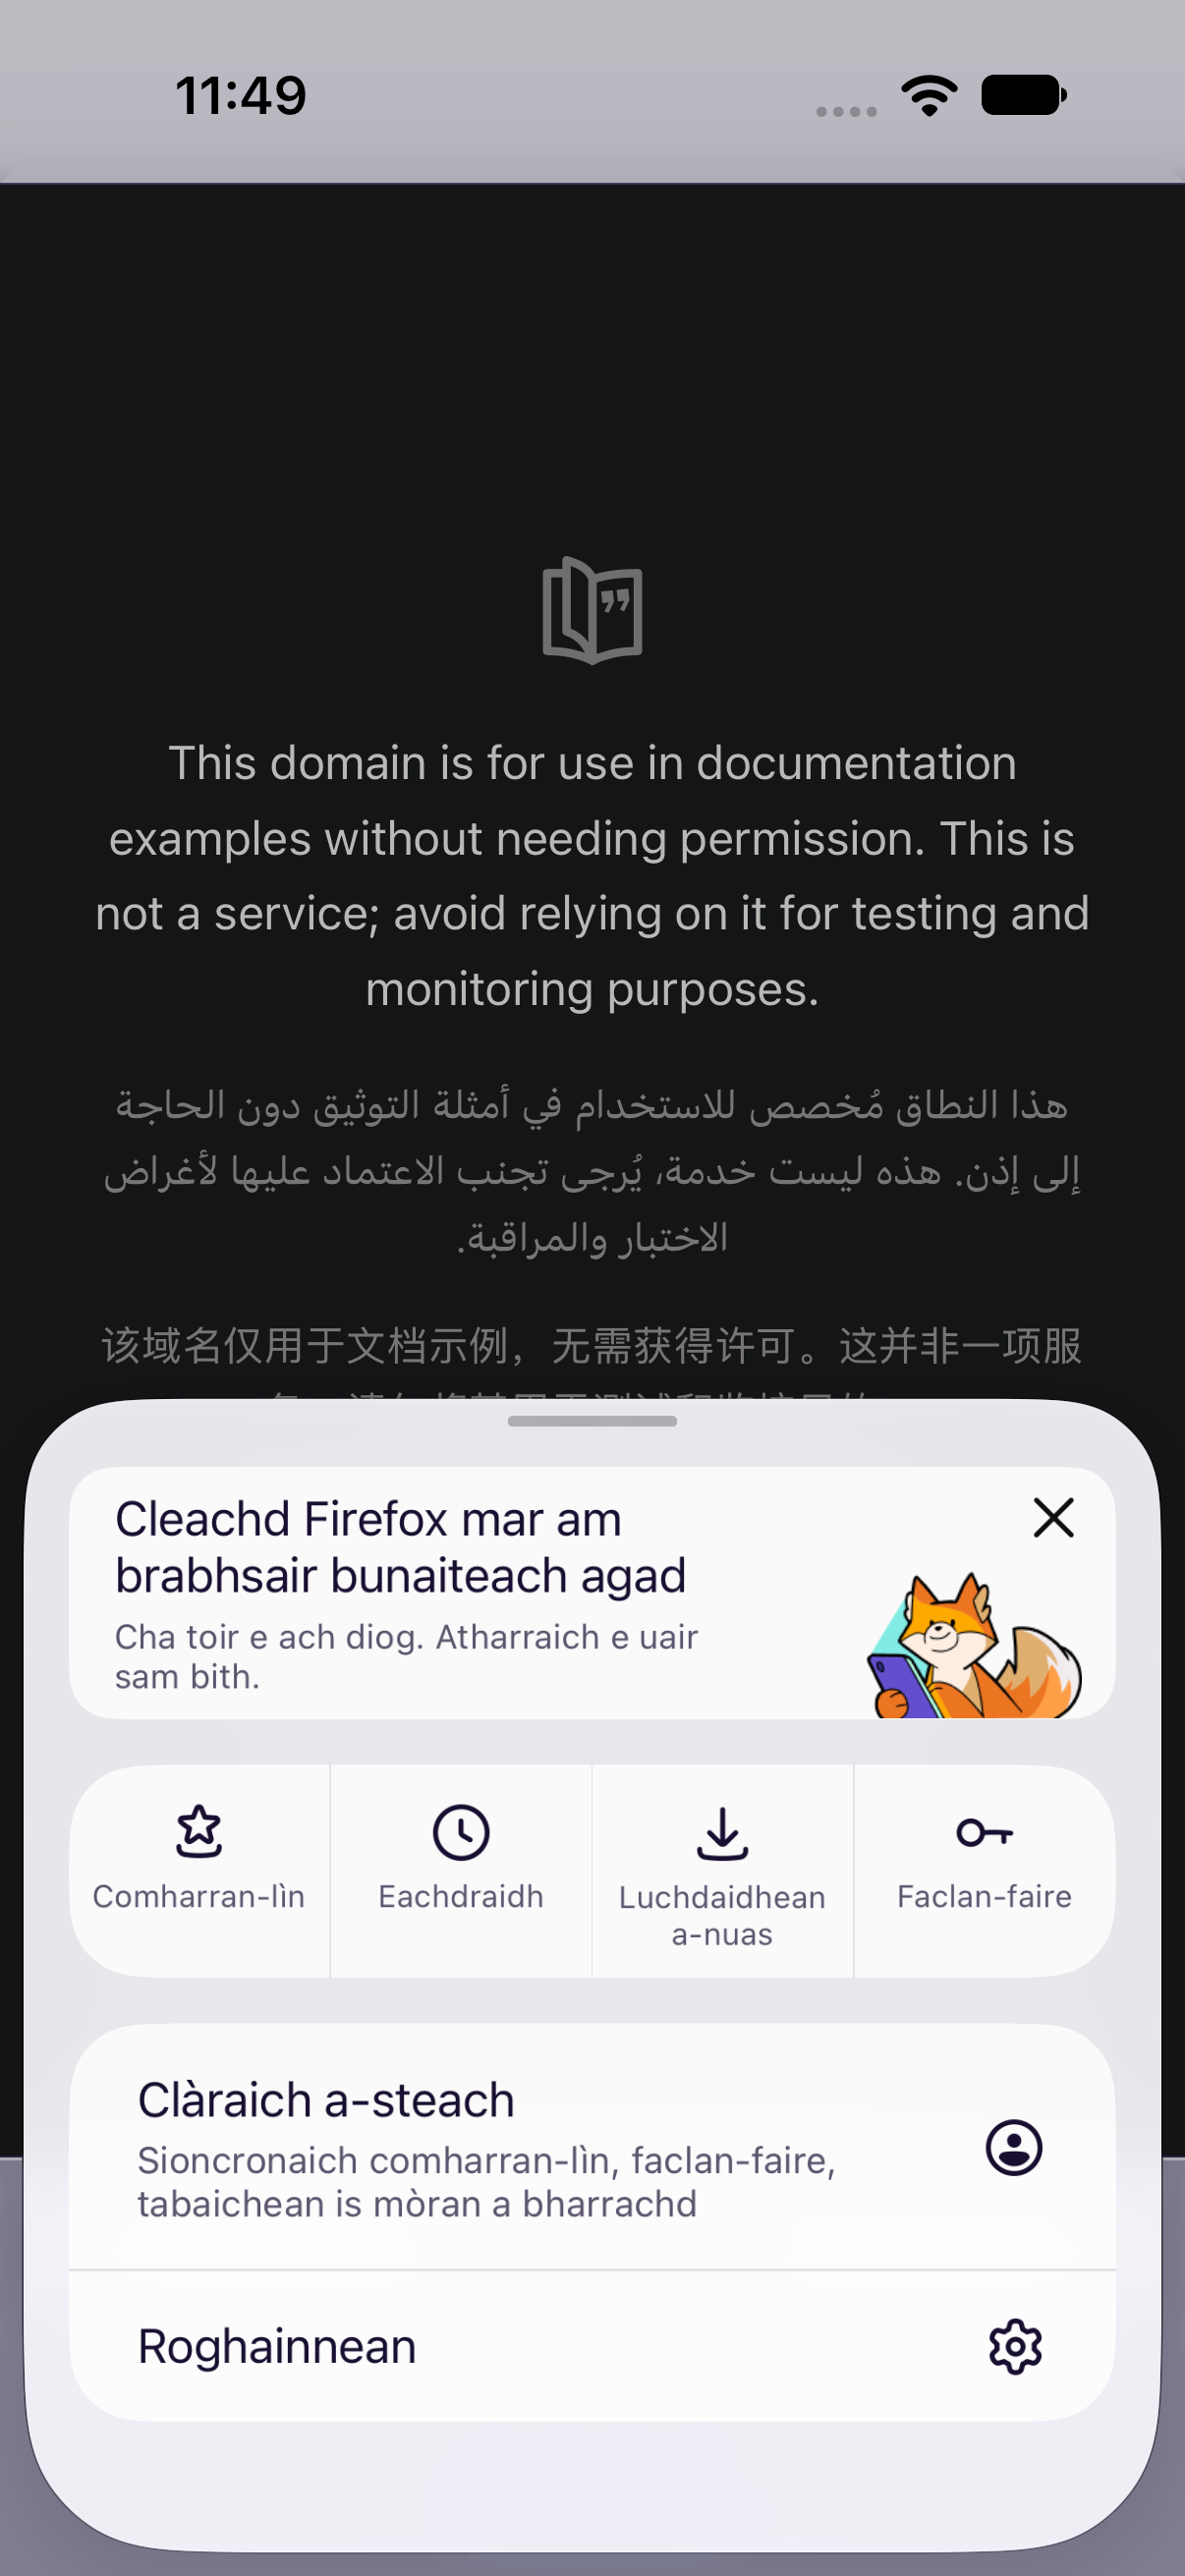 11:49
This domain is for use in documentation
examples without needing permission. This is
not a service; avoid relying on it for testing and
monitoring purposes.
هذا النطاق مُخصص للاستخدام في أمثلة التوثيق دون الحاجة
إلى إذن. هذه ليست خدمة، يُرجى تجنب الاعتماد عليها لأغراض
الاختبار والمراقبة.
该域名仅用于文档示例，无需获得许可。这并非一项服
Cleachd Firefox mar am
brabhsair bunaiteach agad
Cha toir e ach diog. Atharraich e uair
sam bith.
Comharran-lìn
Eachdraidh
Luchdaidhean
a-nuas
Faclan-faire
Clàraich a-steach
Sioncronaich comharran-lìn, faclan-faire,
tabaichean is mòran a bharrachd
Roghainnean